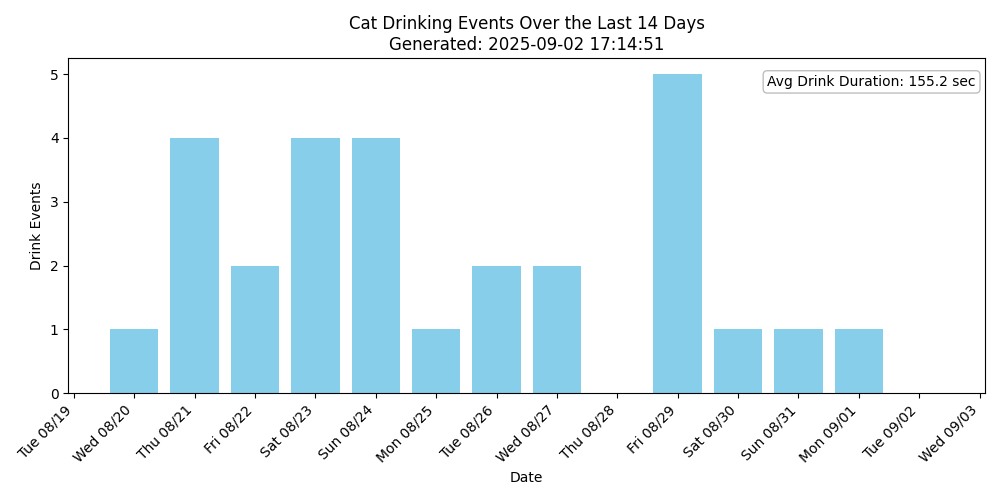 Cat Drinking Events Over the Last 14 Days
Generated: 2025-09-02 17:14:51
Avg Drink Duration: 155.2 sec
Drink Events
5
4
3
2
1
0
Tue 08/19
Wed 08/20
Thu 08/21
Fri 08/22
Sat 08/23
Sun 08/24
Mon 08/25
Tue 08/26
Wed 08/27
Thu 08/28
Fri 08/29
Sat 08/30
Sun 08/31
Mon 09/01
Tue 09/02
Wed 09/03
Date